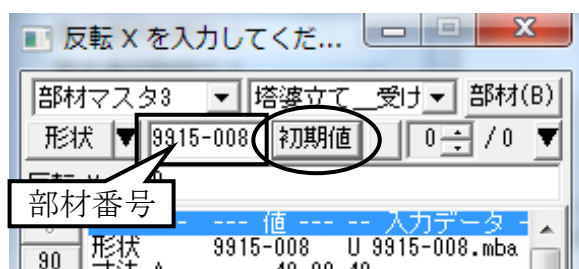 反転 X を入力してくだ...
部材マスタ3 塔婆立て__受け 部材(B)
形状 9915-008 初期値 0 / 0
部材番号
--- 値 --- -- 入力データ -
形状 9915-008 U 9915-008.mba
90